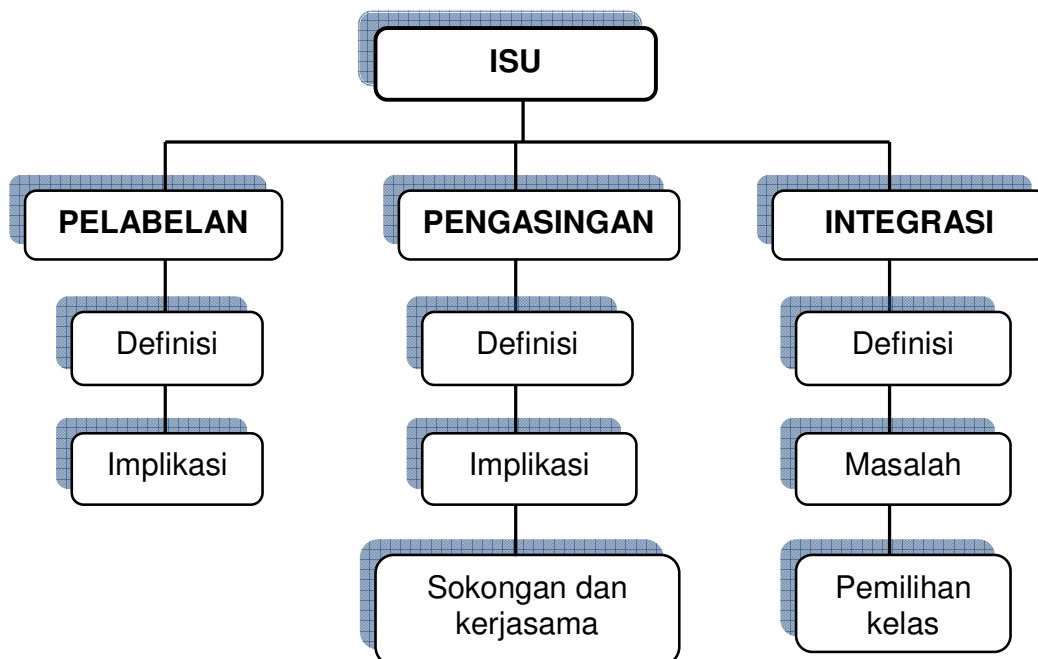 ISU
PELABELAN
PENGASINGAN
INTEGRASI
Definisi
Definisi
Definisi
Implikasi
Implikasi
Masalah
Sokongan dan
kerjasama
Pemilihan
kelas